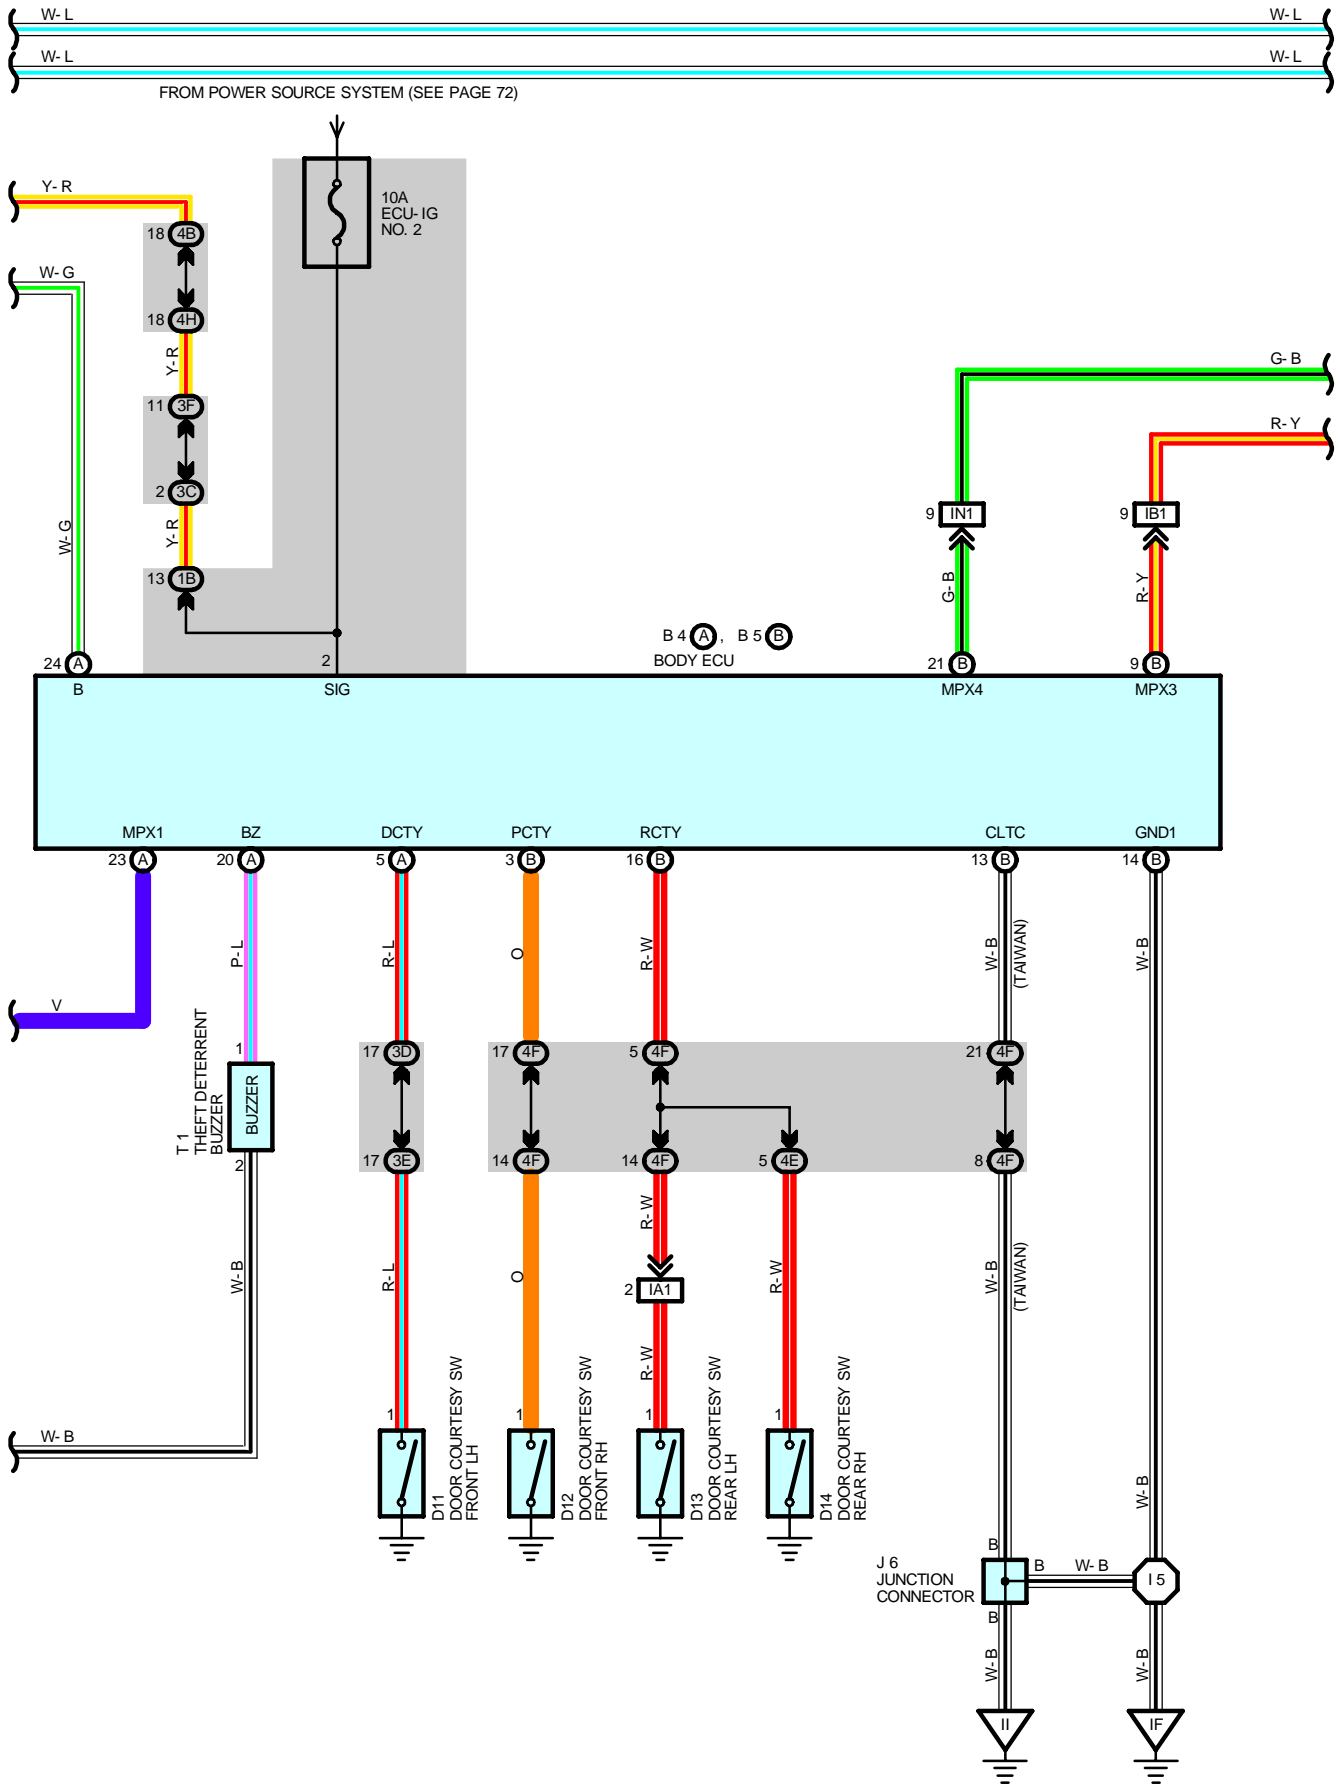 W- L W- L
W- L W- L
FROM POWER SOURCE SYSTEM (SEE PAGE 72)
Y- R
10A
ECU- IG
NO. 2
18 4B
W- G
18 4H
Y- R
G- B
11 3F
R- Y
2 3C
9 IN1
9 IB1
W- G
Y- R
13 1B
G- B
R- Y
B 4 A , B 5 B
BODY ECU
24 A
2
21 B
9 B
B
SIG
MPX4
MPX3
MPX1
BZ
DCTY
PCTY
RCTY
CLTC
GND1
23 A
20 A
5 A
3 B
16 B
13 B
14 B
P- L
R- L
O
R- W
W- B
(TAIWAN)
W- B
V
1
T 1
THEFT DETERRENT
BUZZER
BUZZER
2
17 3D
17 4F
5 4F
21 4F
17 3E
14 4F
14 4F
5 4E
8 4F
W- B
R- L
O
R- W
2 IA1
R- W
R- W
W- B
(TAIWAN)
W- B
1
D11
DOOR COURTESY SW
FRONT LH
1
D12
DOOR COURTESY SW
FRONT RH
1
D13
DOOR COURTESY SW
REAR LH
1
D14
DOOR COURTESY SW
REAR RH
W- B
J 6
JUNCTION
CONNECTOR
B
B
W- B
I 5
B
W- B
W- B
II
IF